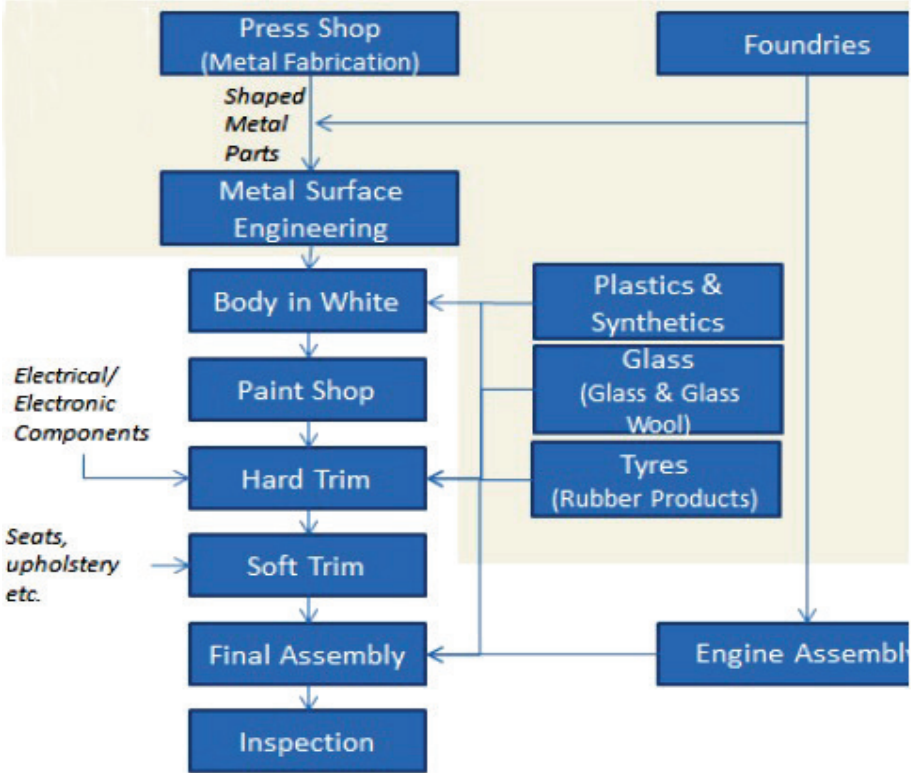 Press Shop
(Metal Fabrication)
Foundries
Shaped
Metal
Parts
Metal Surface
Engineering
Body in White
Plastics &
Synthetics
Electrical/
Electronic
Components
Paint Shop
Glass
(Glass & Glass
Wool)
Hard Trim
Tyres
(Rubber Products)
Seats,
upholstery
etc.
Soft Trim
Final Assembly
Engine Assembly
Inspection